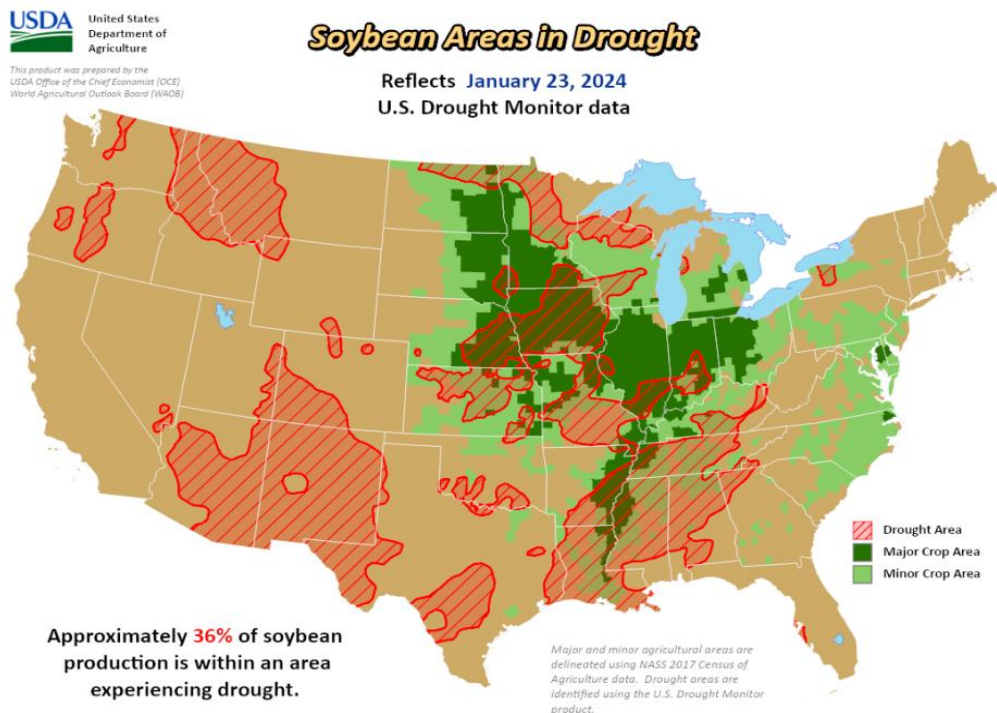 USDA
United States
Department of
Agriculture
This product was prepared by the
USDA Office of the Chief Economist (OCE)
World Agricultural Outlook Board (WAOB)
Soybean Areas in Drought
Reflects January 23, 2024
U.S. Drought Monitor data
Drought Area
Major Crop Area
Minor Crop Area
Approximately 36% of soybean
production is within an area
experiencing drought.
Major and minor agricultural areas are
delineated using NASS 2017 Census of
Agriculture data. Drought areas are
identified using the U.S. Drought Monitor
product.